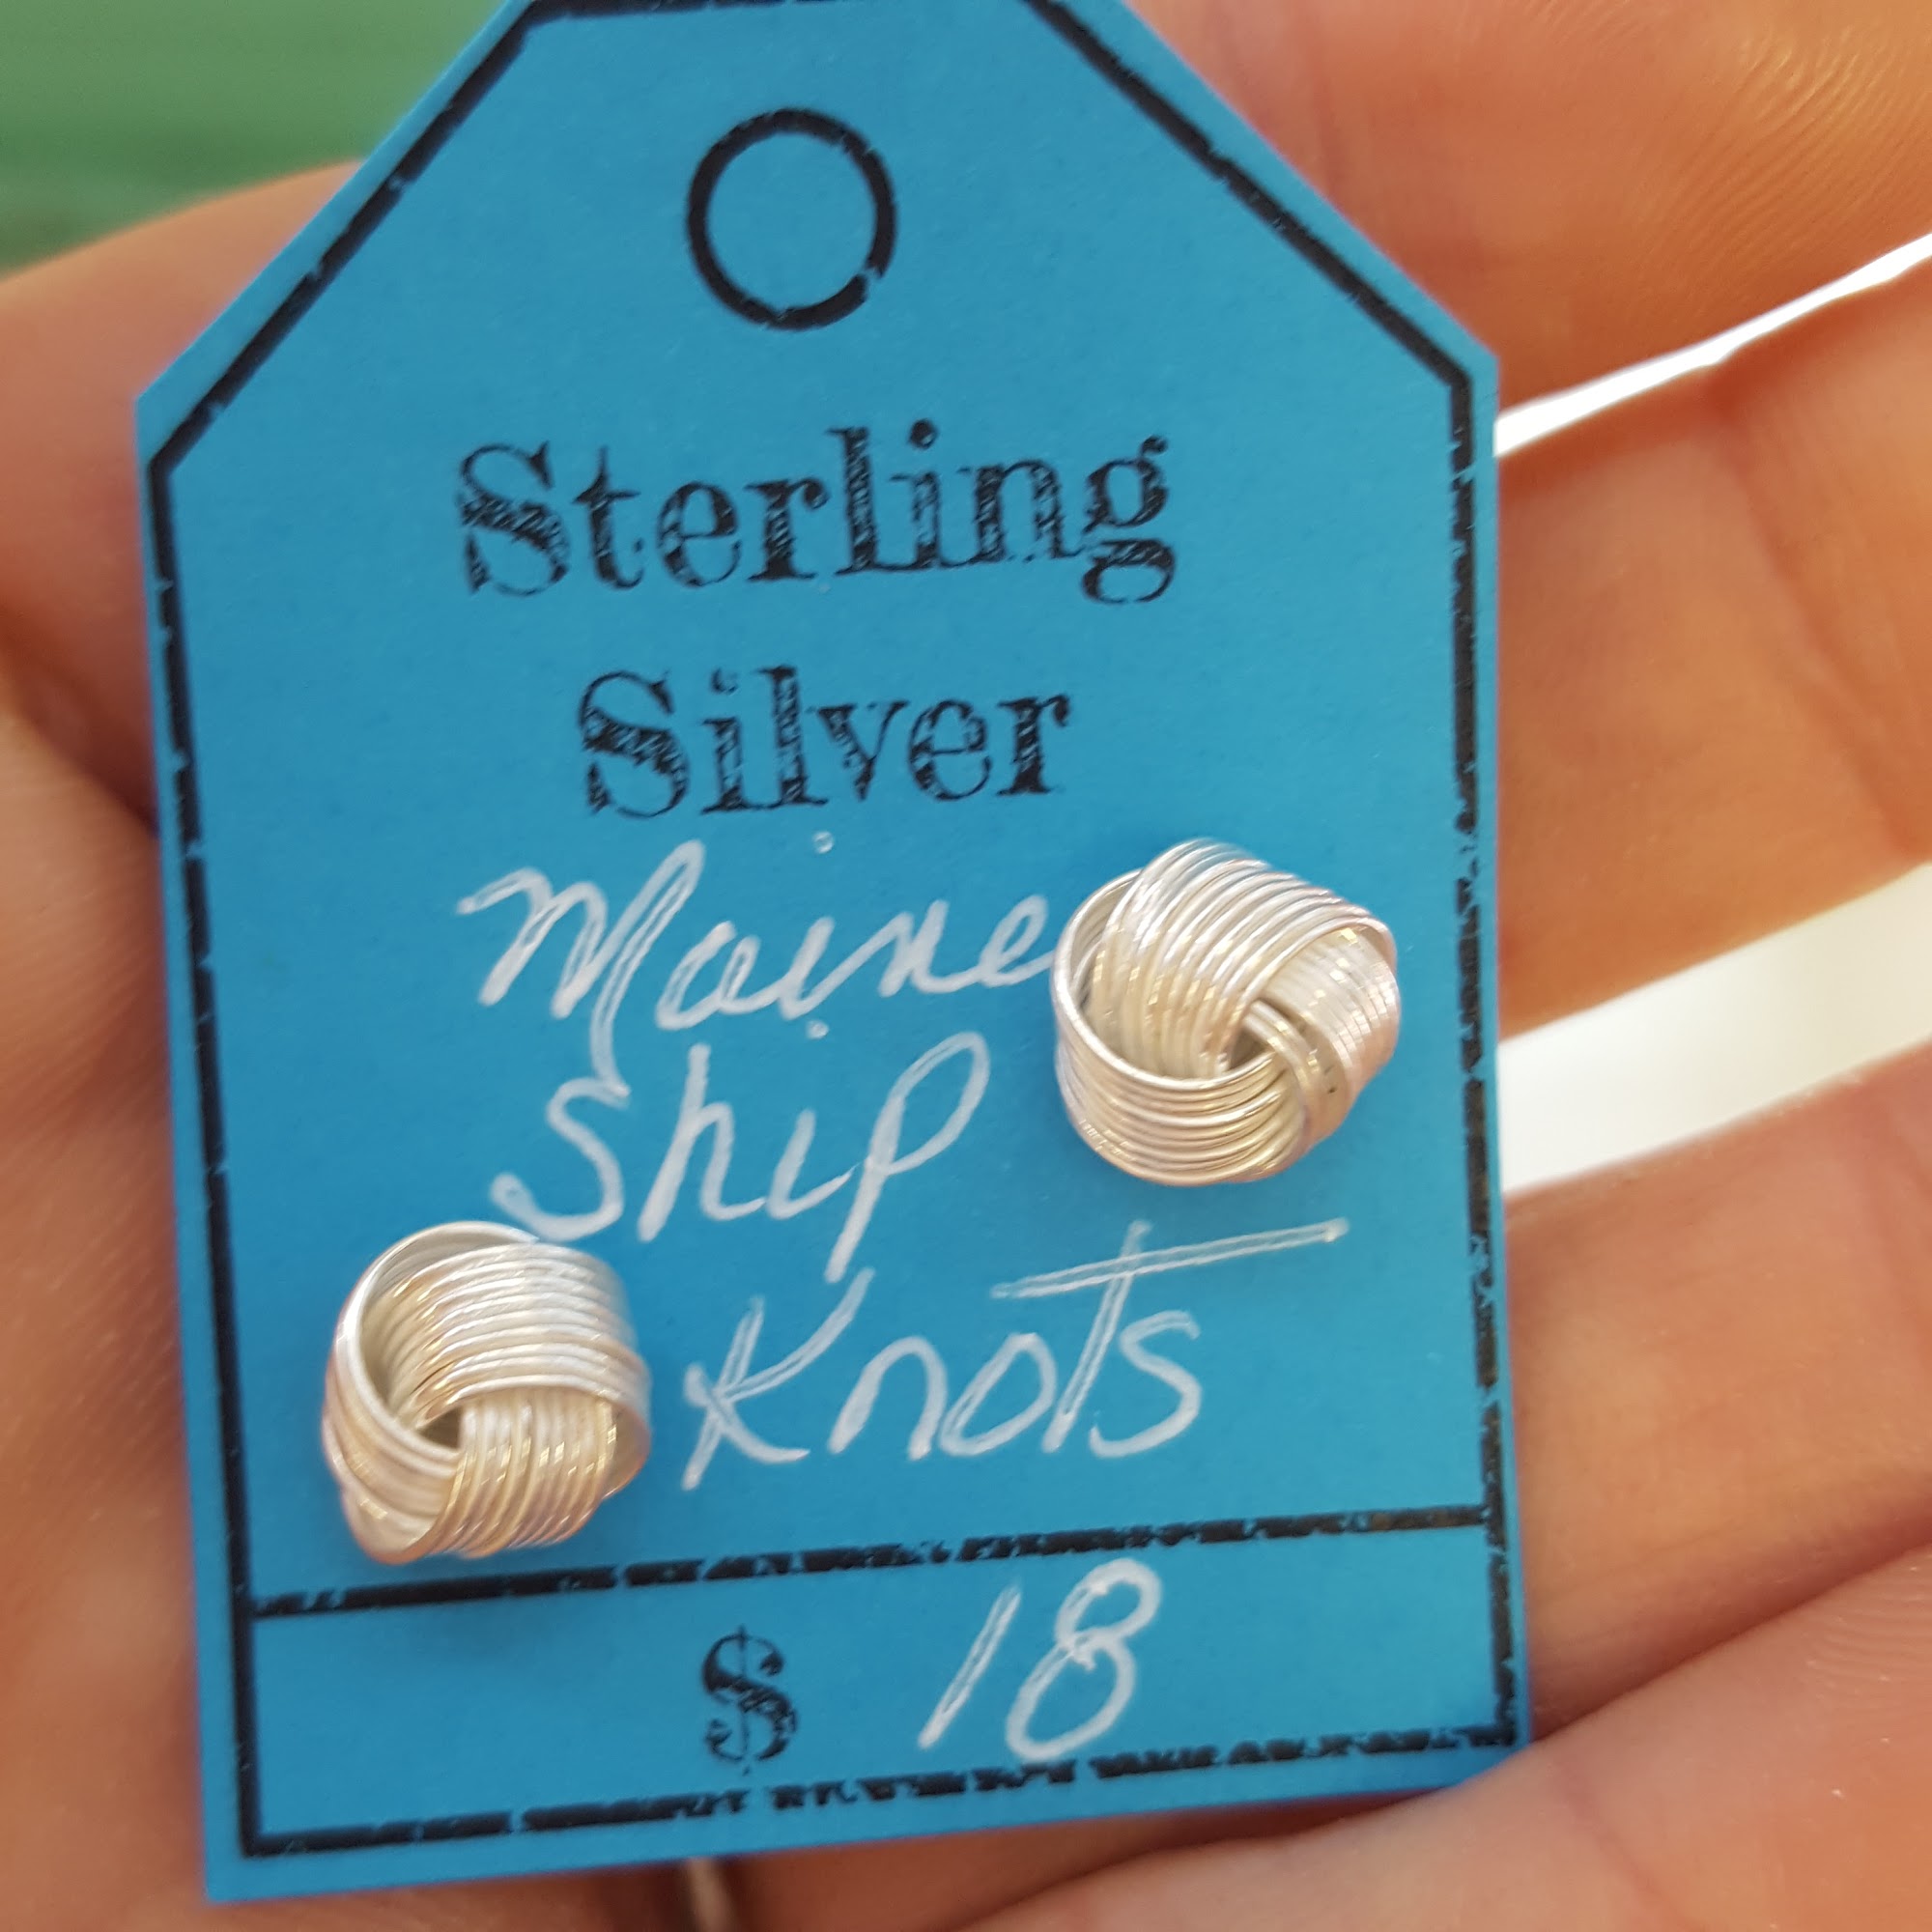 Sterling
Silver
Maine
Ship
Knots
$ 18